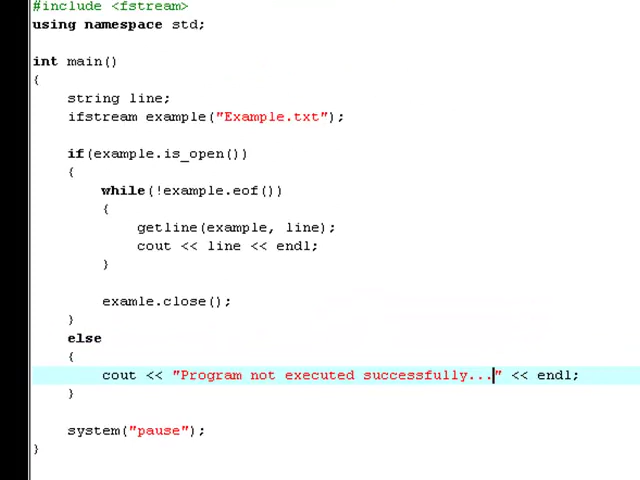 #include <fstream>
using namespace std;
int main()
{
string line;
ifstream example("Example.txt");
if(example.is_open())
{
while(!example.eof())
{
getline(example, line);
cout << line << endl;
}
examle.close();
}
else
{
cout << "Program not executed successfully..." << endl;
}
system("pause");
}